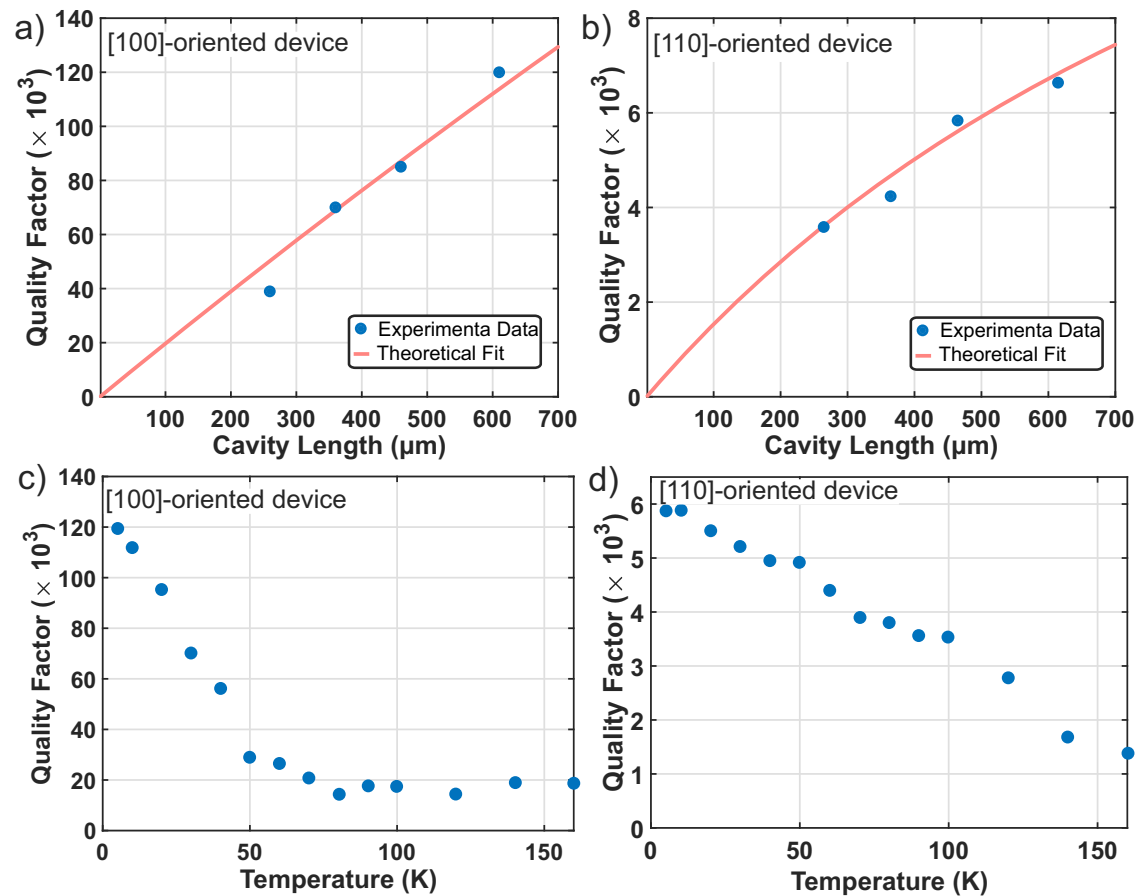 a)
[100]-oriented device
Quality Factor (× 10³)
140
120
100
80
60
40
20
0
100 200 300 400 500 600 700
Cavity Length (μm)
Experimenta Data
Theoretical Fit
b)
[110]-oriented device
Quality Factor (× 10³)
8
6
4
2
0
100 200 300 400 500 600 700
Cavity Length (μm)
Experimenta Data
Theoretical Fit
c)
[100]-oriented device
Quality Factor (× 10³)
140
120
100
80
60
40
20
0
0 50 100 150
Temperature (K)
d)
[110]-oriented device
Quality Factor (× 10³)
6
5
4
3
2
1
0
0 50 100 150
Temperature (K)